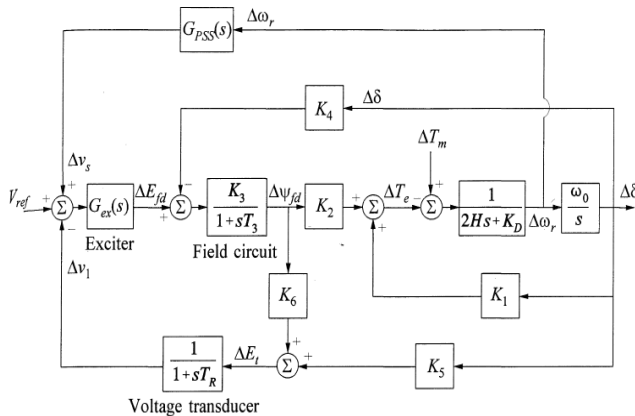 G_PSS(s)
Δω_r
K_4
Δδ
ΔT_m
Δv_s
V_ref
+
+
Σ
−
G_ex(s)
ΔE_fd
−
+
Σ
K_3
1+sT_3
Δψ_fd
K_2
+
+
Σ
ΔT_e
−
+
Σ
1
2Hs+K_D
Δω_r
ω_0
s
Δδ
Exciter
Field circuit
Δv_1
K_6
K_1
+
+
Σ
ΔE_t
K_5
1
1+sT_R
Voltage transducer